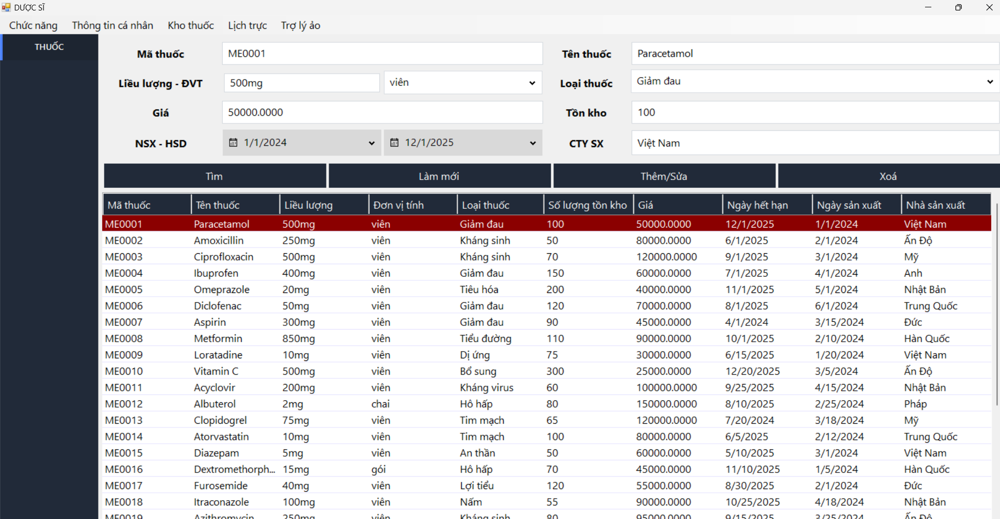 DƯỢC SĨ
Chức năng Thông tin cá nhân Kho thuốc Lịch trực Trợ lý ảo
THUỐC
Mã thuốc ME0001 Tên thuốc Paracetamol
Liều lượng - ĐVT 500mg viên Loại thuốc Giảm đau
Giá 50000.0000 Tồn kho 100
NSX - HSD 1/1/2024 12/1/2025 CTY SX Việt Nam
Tìm Làm mới Thêm/Sửa Xoá
Mã thuốc Tên thuốc Liều lượng Đơn vị tính Loại thuốc Số lượng tồn kho Giá Ngày hết hạn Ngày sản xuất Nhà sản xuất
ME0001 Paracetamol 500mg viên Giảm đau 100 50000.0000 12/1/2025 1/1/2024 Việt Nam
ME0002 Amoxicillin 250mg viên Kháng sinh 50 80000.0000 6/1/2025 2/1/2024 Ấn Độ
ME0003 Ciprofloxacin 500mg viên Kháng sinh 70 120000.0000 9/1/2025 3/1/2024 Mỹ
ME0004 Ibuprofen 400mg viên Giảm đau 150 60000.0000 7/1/2025 4/1/2024 Anh
ME0005 Omeprazole 20mg viên Tiêu hóa 200 40000.0000 11/1/2025 5/1/2024 Nhật Bản
ME0006 Diclofenac 50mg viên Giảm đau 120 70000.0000 8/1/2025 6/1/2024 Trung Quốc
ME0007 Aspirin 300mg viên Giảm đau 90 45000.0000 4/1/2024 3/15/2024 Đức
ME0008 Metformin 850mg viên Tiểu đường 110 90000.0000 10/1/2025 2/10/2024 Hàn Quốc
ME0009 Loratadine 10mg viên Dị ứng 75 30000.0000 6/15/2025 1/20/2024 Việt Nam
ME0010 Vitamin C 500mg viên Bổ sung 300 25000.0000 12/20/2025 3/5/2024 Ấn Độ
ME0011 Acyclovir 200mg viên Kháng virus 60 100000.0000 9/25/2025 4/15/2024 Nhật Bản
ME0012 Albuterol 2mg chai Hô hấp 80 150000.0000 8/10/2025 2/25/2024 Pháp
ME0013 Clopidogrel 75mg viên Tim mạch 65 120000.0000 7/20/2024 3/18/2024 Mỹ
ME0014 Atorvastatin 10mg viên Tim mạch 100 80000.0000 6/5/2025 2/12/2024 Trung Quốc
ME0015 Diazepam 5mg viên An thần 50 60000.0000 5/10/2025 3/1/2024 Việt Nam
ME0016 Dextromethorph... 15mg gói Hô hấp 70 45000.0000 11/10/2025 1/5/2024 Hàn Quốc
ME0017 Furosemide 40mg viên Lợi tiểu 120 55000.0000 8/30/2025 2/1/2024 Đức
ME0018 Itraconazole 100mg viên Nấm 55 90000.0000 10/25/2025 4/18/2024 Nhật Bản
ME0019 Azithromycin 250mg viên Kháng sinh 80 95000.0000 9/15/2025 3/25/2024 Ấn Độ